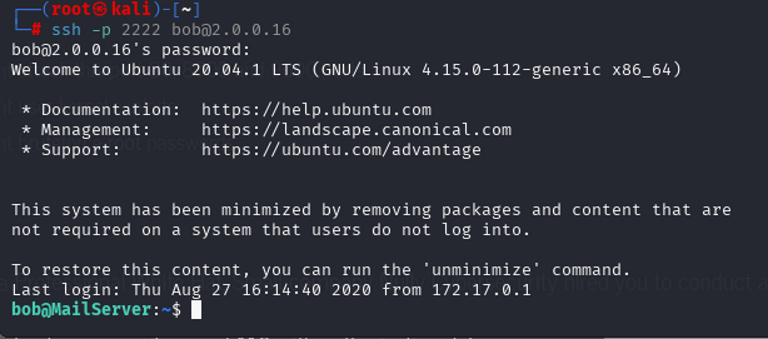 ┌──(root㉿kali)-[~]
└─# ssh -p 2222 bob@2.0.0.16
bob@2.0.0.16's password:
Welcome to Ubuntu 20.04.1 LTS (GNU/Linux 4.15.0-112-generic x86_64)
* Documentation:  https://help.ubuntu.com
* Management:     https://landscape.canonical.com
* Support:        https://ubuntu.com/advantage
This system has been minimized by removing packages and content that are
not required on a system that users do not log into.
To restore this content, you can run the 'unminimize' command.
Last login: Thu Aug 27 16:14:40 2020 from 172.17.0.1
bob@MailServer:~$